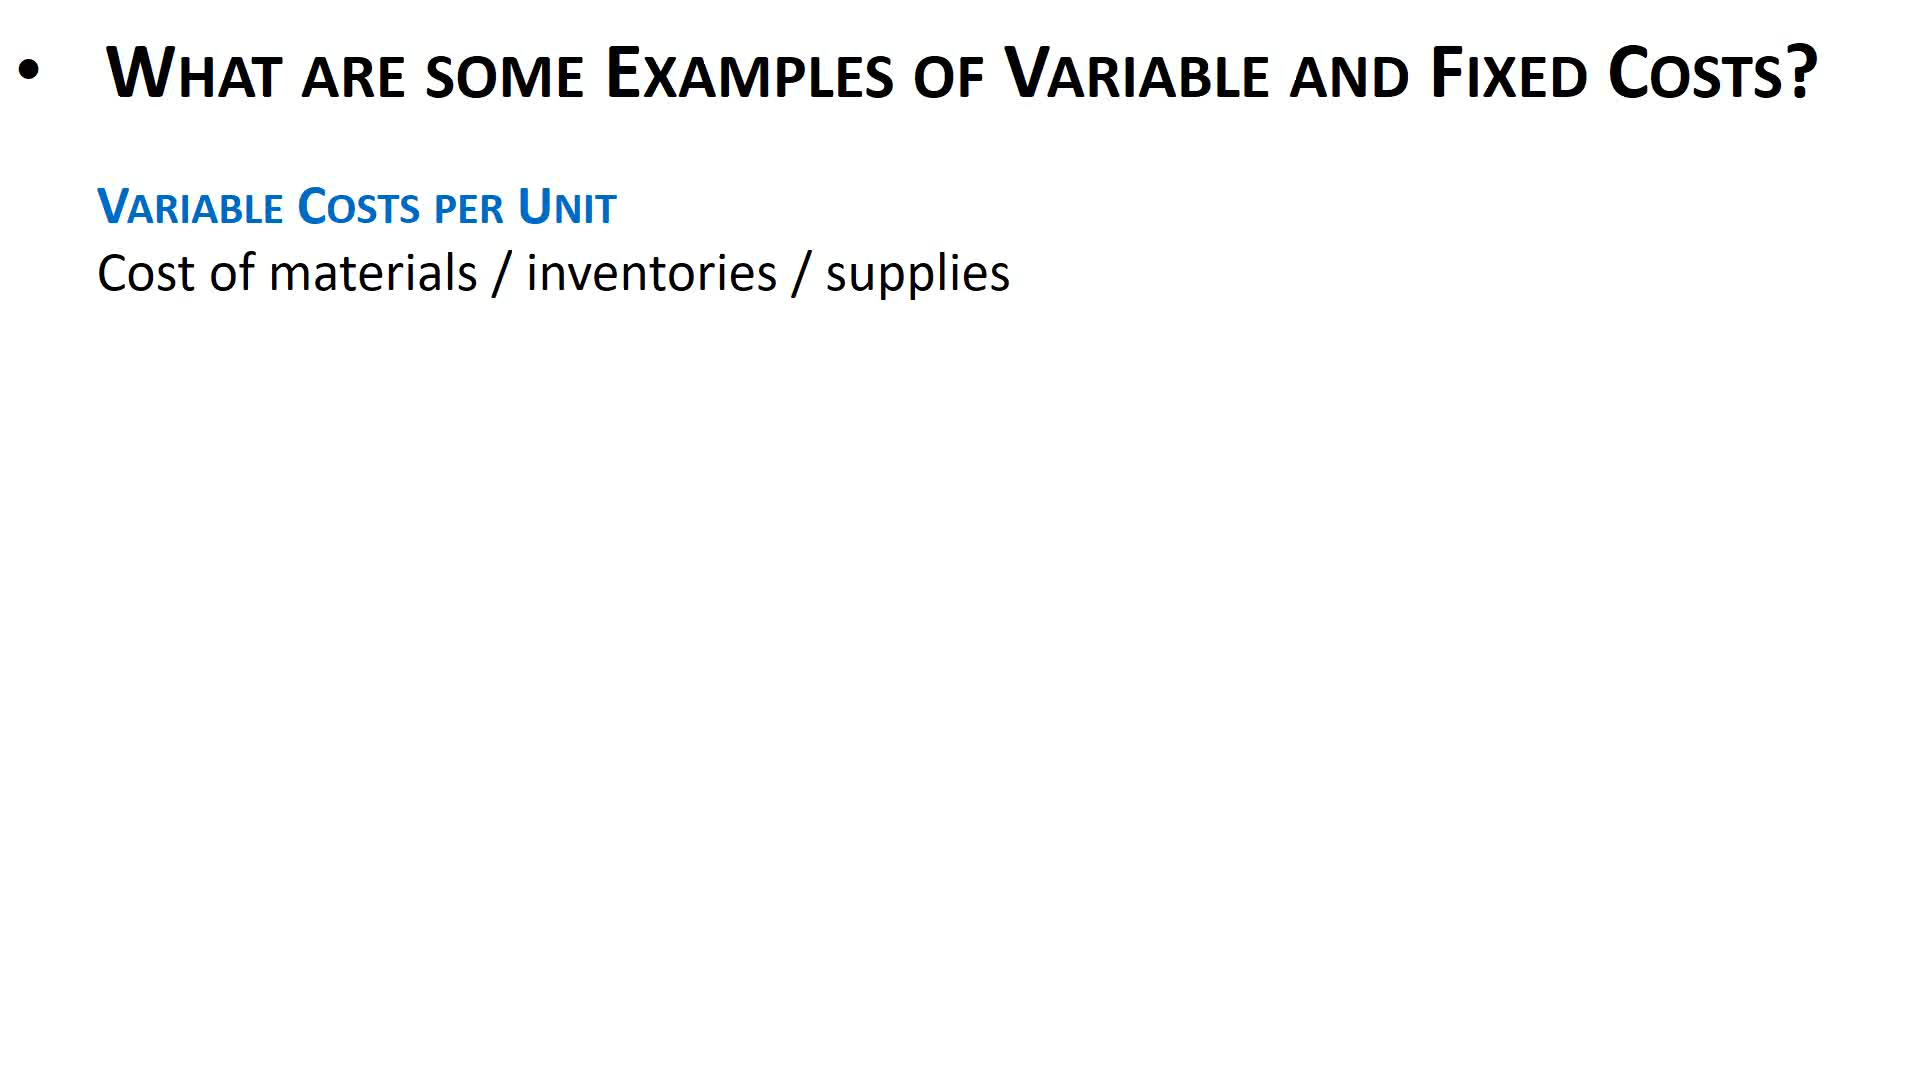 • What are some Examples of Variable and Fixed Costs?
Variable Costs per Unit
Cost of materials / inventories / supplies